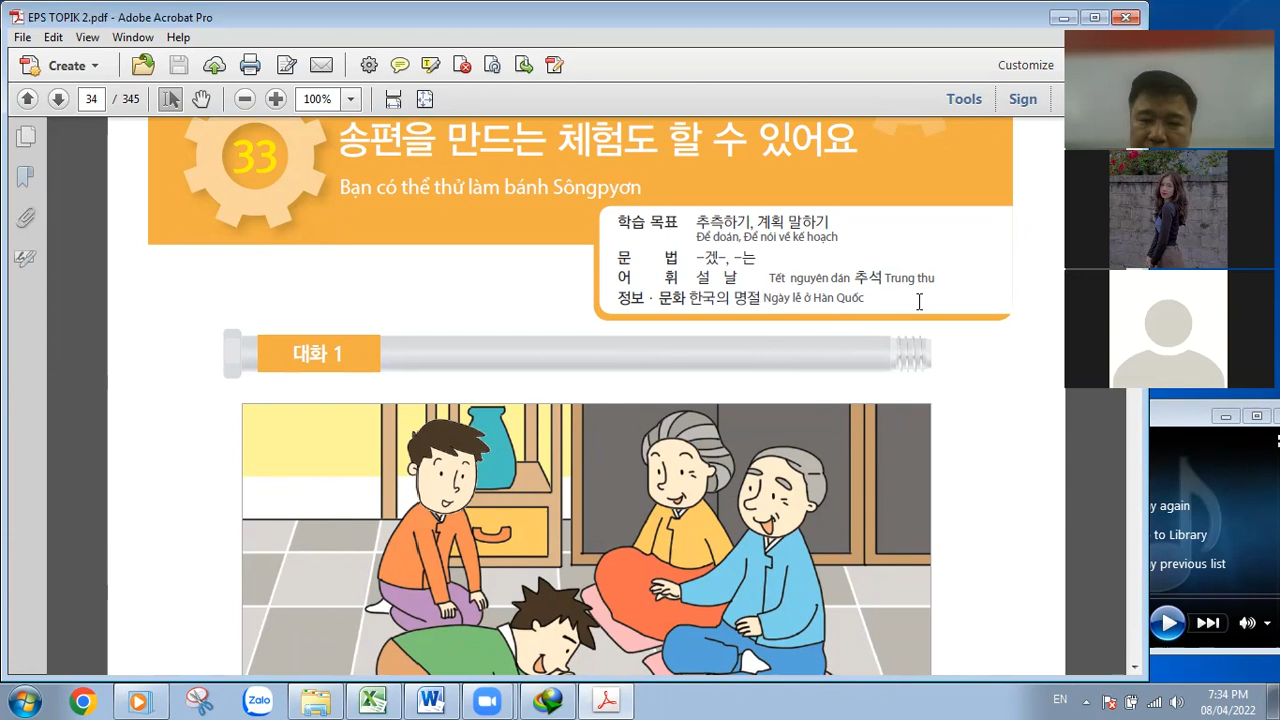 EPS TOPIK 2.pdf - Adobe Acrobat Pro
File Edit View Window Help
Create
Customize
34 / 345
100%
Tools
Sign
33
송편을 만드는 체험도 할 수 있어요
Bạn có thể thử làm bánh Sôngpyơn
학습 목표 추측하기, 계획 말하기
Để đoán, Để nói về kế hoạch
문 법 -겠-, -는
어 휘 설 날 Tết nguyên dán 추석 Trung thu
정보 · 문화 한국의 명절 Ngày lễ ở Hàn Quốc
대화 1
y again
to Library
y previous list
Zalo
EN
7:34 PM
08/04/2022